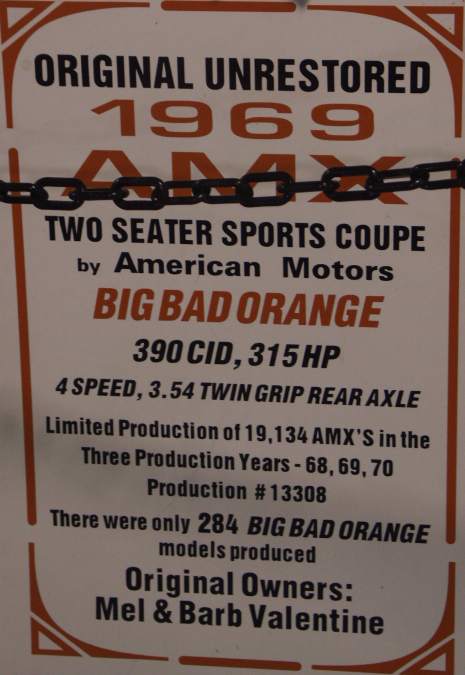 ORIGINAL UNRESTORED
1969
AMX
TWO SEATER SPORTS COUPE
by American Motors
BIG BAD ORANGE
390 CID, 315 HP
4 SPEED, 3.54 TWIN GRIP REAR AXLE
Limited Production of 19,134 AMX'S in the
Three Production Years - 68, 69, 70
Production # 13308
There were only 284 BIG BAD ORANGE
models produced
Original Owners:
Mel & Barb Valentine